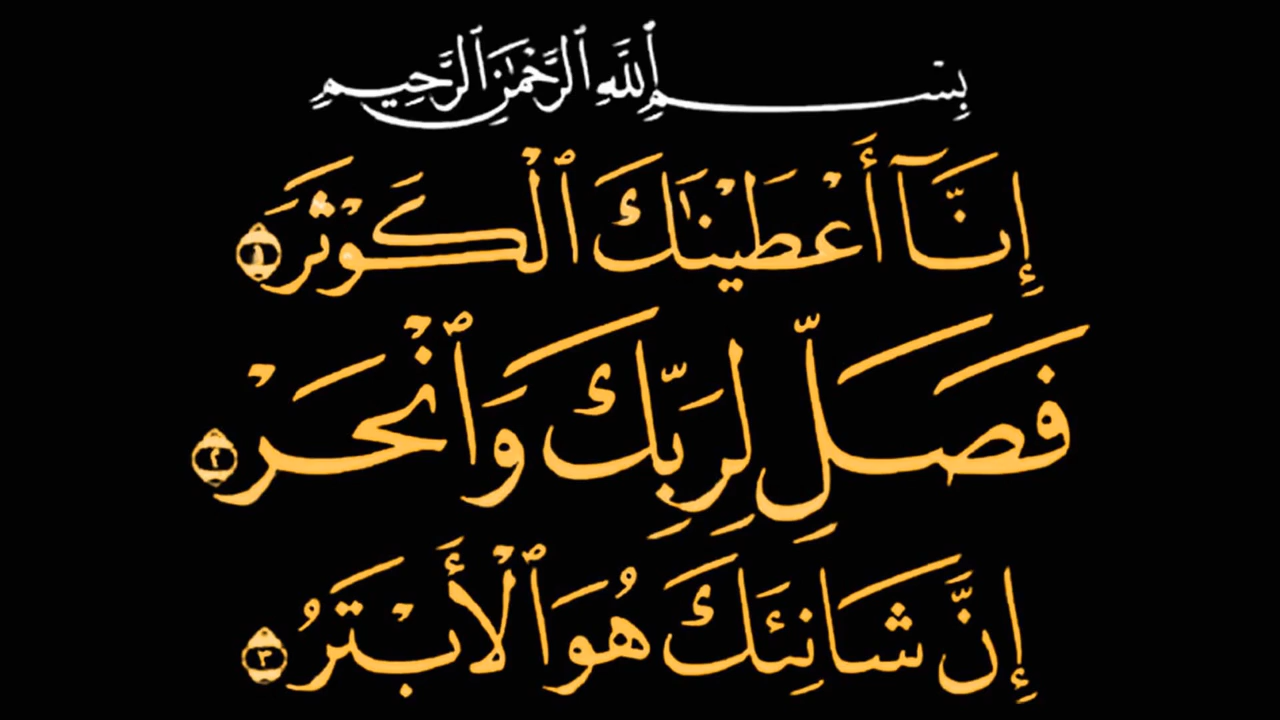 بِسْمِ ٱللَّهِ ٱلرَّحْمَٰنِ ٱلرَّحِيمِ
إِنَّآ أَعْطَيْنَٰكَ ٱلْكَوْثَرَ ١
فَصَلِّ لِرَبِّكَ وَٱنْحَرْ ٢
إِنَّ شَانِئَكَ هُوَ ٱلْأَبْتَرُ ٣